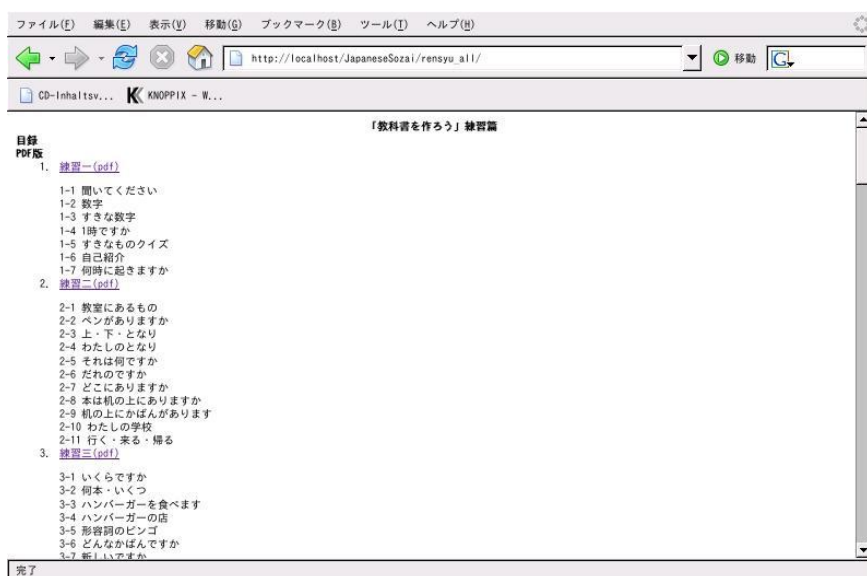 ファイル(F) 編集(E) 表示(V) 移動(G) ブックマーク(B) ツール(T) ヘルプ(H)
http://localhost/JapaneseSozai/rensyu_all/ 移動 G
CD-Inhaltsv... KNOPPIX - W...
「教科書を作ろう」練習篇
目録
PDF版
1. 練習一(pdf)
1-1 聞いてください
1-2 数字
1-3 すきな数字
1-4 1時ですか
1-5 すきなものクイズ
1-6 自己紹介
1-7 何時に起きますか
2. 練習二(pdf)
2-1 教室にあるもの
2-2 ペンがありますか
2-3 上・下・となり
2-4 わたしのとなり
2-5 それは何ですか
2-6 だれのですか
2-7 どこにありますか
2-8 本は机の上にありますか
2-9 机の上にかばんがあります
2-10 わたしの学校
2-11 行く・来る・帰る
3. 練習三(pdf)
3-1 いくらですか
3-2 何本・いくつ
3-3 ハンバーガーを食べます
3-4 ハンバーガーの店
3-5 形容詞のビンゴ
3-6 どんなかばんですか
3-7 新しいですか
完了